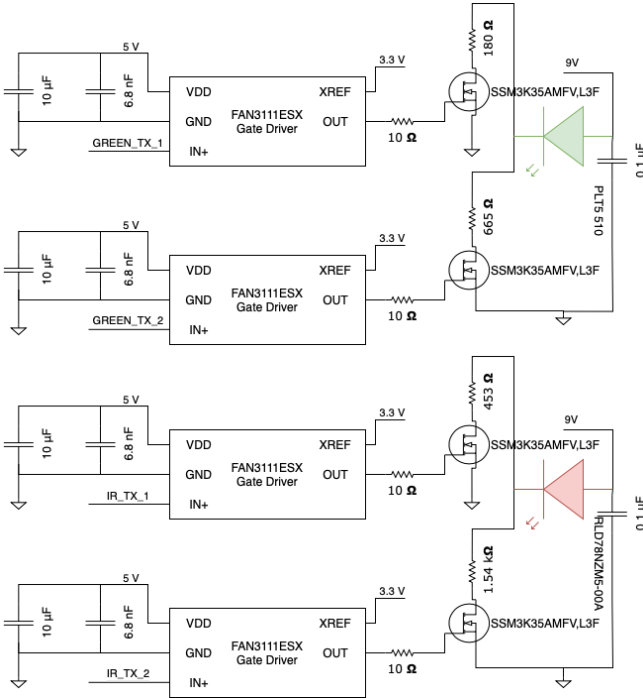 180 Ω
5 V
3.3 V
9V
10 µF
6.8 nF
VDD
XREF
SSM3K35AMFV,L3F
FAN3111ESX
Gate Driver
GND
OUT
10 Ω
GREEN_TX_1
IN+
0.1 µF
PLT5 510
665 Ω
5 V
3.3 V
10 µF
6.8 nF
VDD
XREF
SSM3K35AMFV,L3F
FAN3111ESX
Gate Driver
GND
OUT
10 Ω
GREEN_TX_2
IN+
453 Ω
5 V
3.3 V
9V
10 µF
6.8 nF
VDD
XREF
SSM3K35AMFV,L3F
FAN3111ESX
Gate Driver
GND
OUT
10 Ω
IR_TX_1
IN+
0.1 µF
RLD78NZM5-00A
1.54 kΩ
5 V
3.3 V
10 µF
6.8 nF
VDD
XREF
SSM3K35AMFV,L3F
FAN3111ESX
Gate Driver
GND
OUT
10 Ω
IR_TX_2
IN+